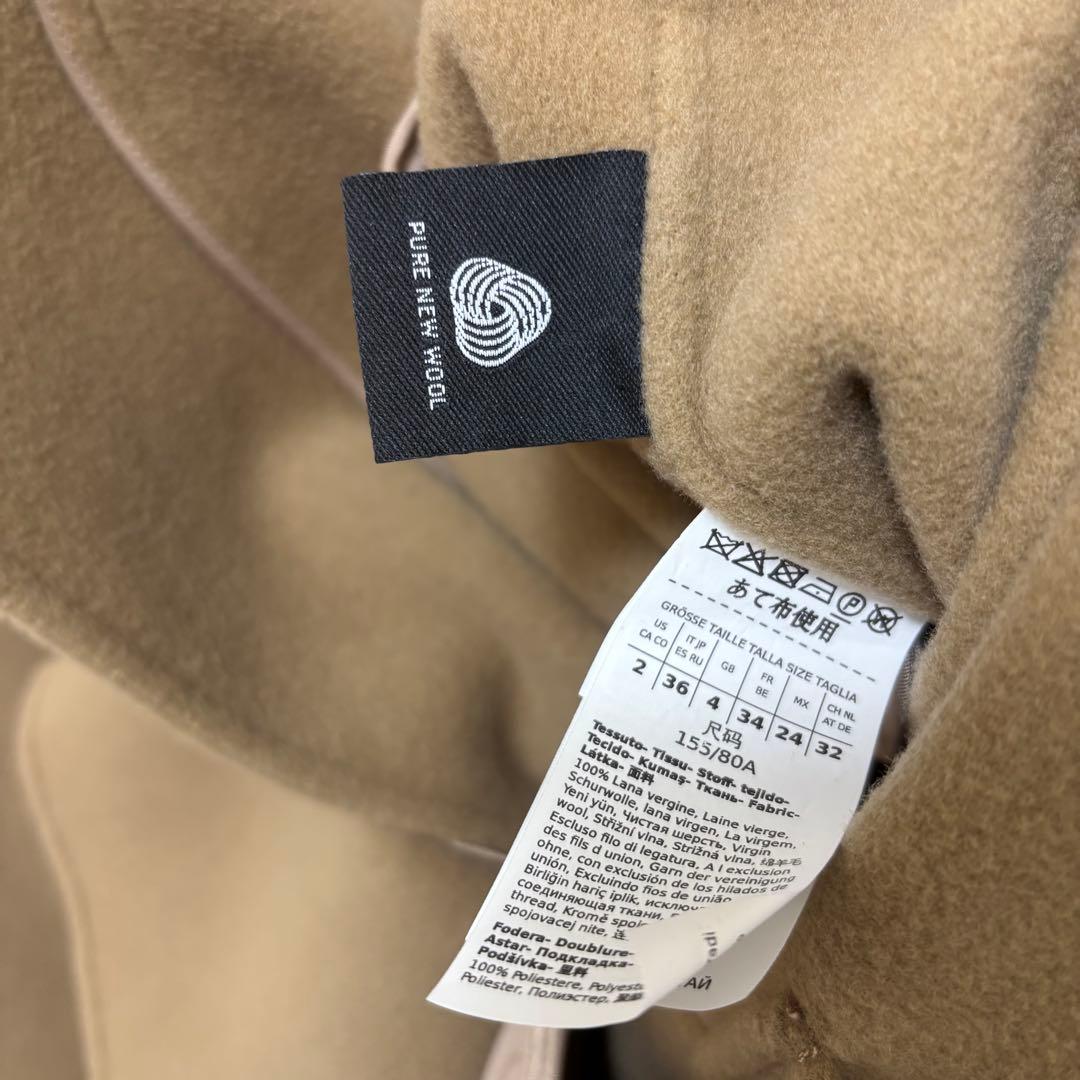 PURE NEW WOOL
あて布使用
GRÖSSE TAILLE TALLA SIZE TAGLIA
US IT JP GB FR MX CH NL
CA CO ES RU BE AT DE
2 36 4 34 24 32
尺码
155/80A
Tessuto- Tissu- Stoff- tejido-
Tecido- Kumaş- Ткань- Fabric-
Látka- 面料
100% Lana vergine, Laine vierge,
Schurwolle, lana virgen, La virgem,
Yeni yün, Чистая шерсть, Virgin
wool, Střižní vlna, Strižná vlna, 绵羊毛
Escluso filo di legatura, A l exclusion
des fils d union, Garn der vereinigung
ohne, con exclusión de los hilados de
unión, Excluindo fios de união
Birliğin hariç iplik,
соединяющая ткани,
thread, Kromě
spojovacej nite, 连
Fodera- Doublure-
Astar- Подкладка-
Podšívka- 里料
100% Poliestere,
Poliester, Полиэстер,